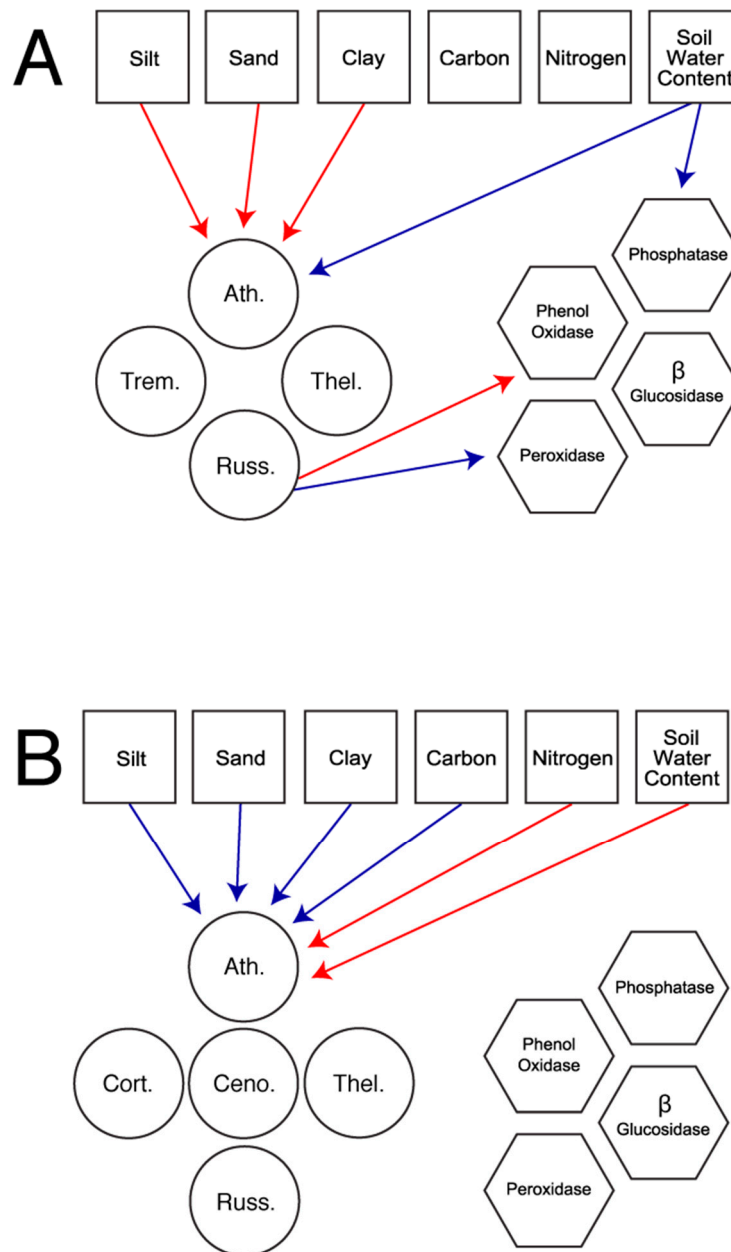 A
Silt
Sand
Clay
Carbon
Nitrogen
Soil
Water
Content
Phosphatase
Phenol
Oxidase
β
Glucosidase
Peroxidase
Ath.
Trem.
Thel.
Russ.
B
Silt
Sand
Clay
Carbon
Nitrogen
Soil
Water
Content
Ath.
Cort.
Ceno.
Thel.
Russ.
Phosphatase
Phenol
Oxidase
β
Glucosidase
Peroxidase